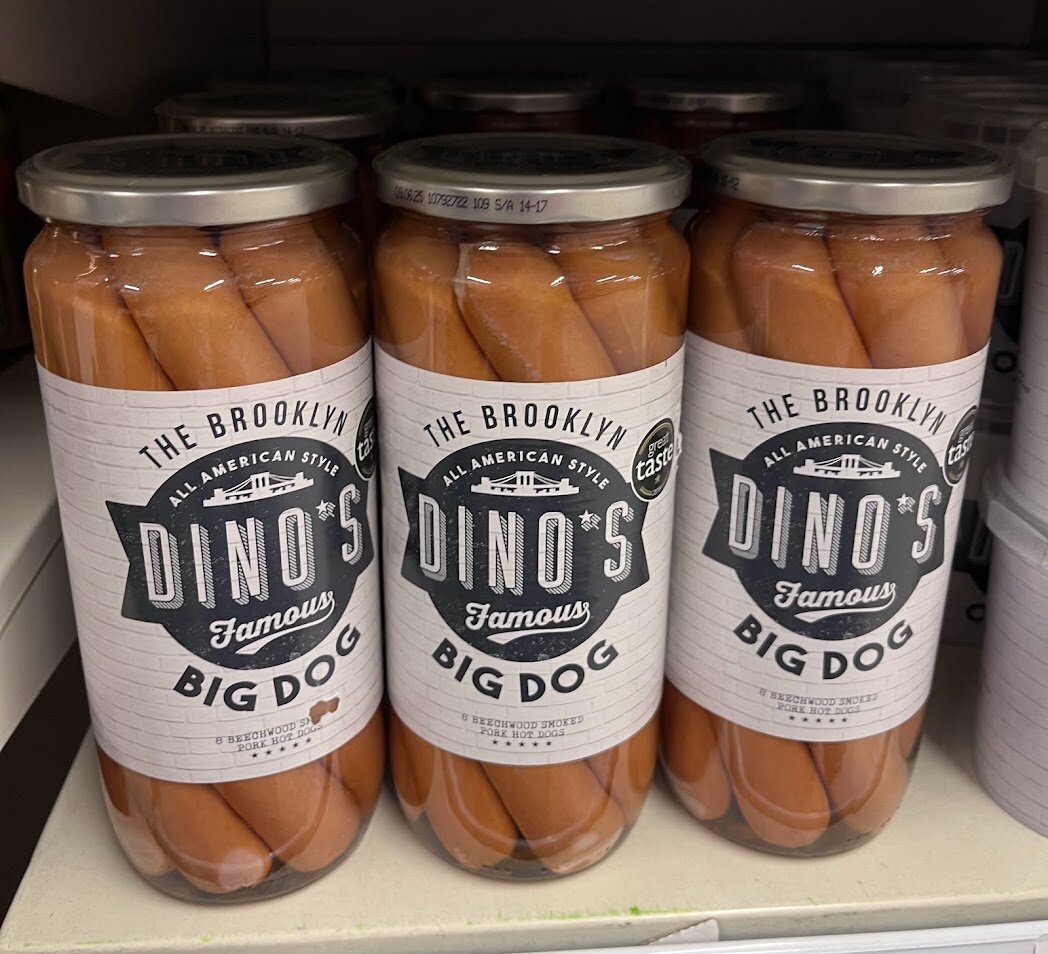 09.06.25 10792722 109 S/A 14-17
THE BROOKLYN
ALL AMERICAN STYLE
DINO'S
Famous
BIG DOG
8 BEECHWOOD
PORK HOT DOGS
THE BROOKLYN
ALL AMERICAN STYLE
DINO'S
Famous
BIG DOG
8 BEECHWOOD SMOKED
PORK HOT DOGS
great
taste
THE BROOKLYN
ALL AMERICAN STYLE
DINO'S
Famous
BIG DOG
8 BEECHWOOD SMOKED
PORK HOT DOGS